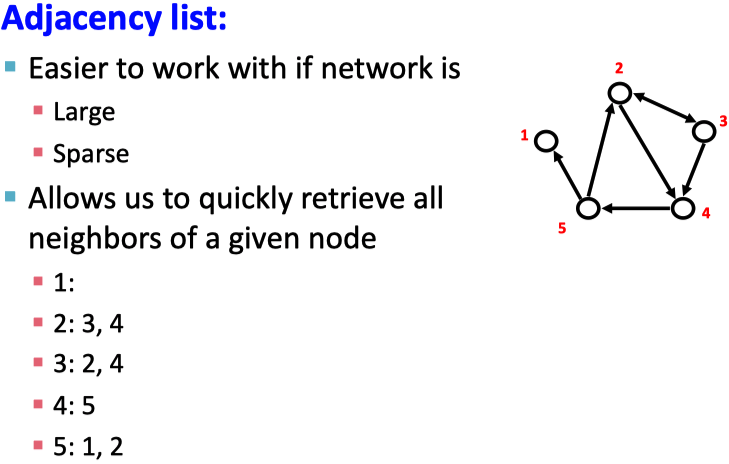 Adjacency list:
Easier to work with if network is
Large
Sparse
Allows us to quickly retrieve all
neighbors of a given node
1:
2: 3, 4
3: 2, 4
4: 5
5: 1, 2
2
3
1
4
5